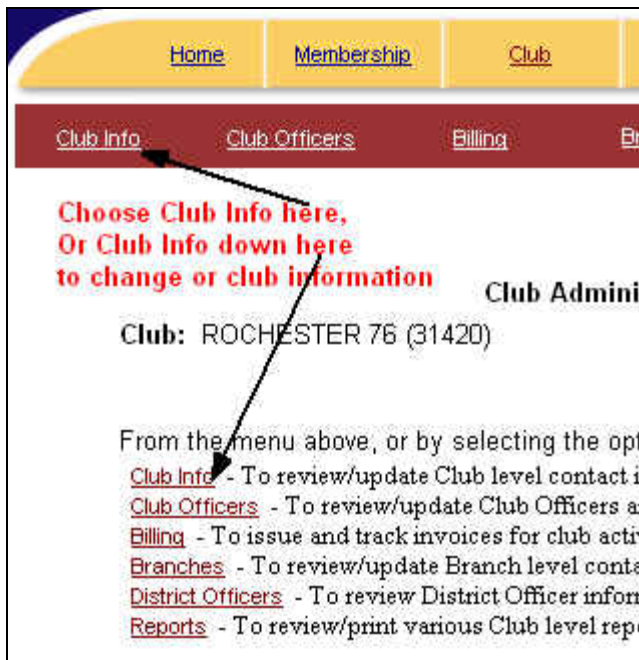 Home Membership Club
Club Info Club Officers Billing
Choose Club Info here,
Or Club Info down here
to change or club information
Club Admini
Club: ROCHESTER 76 (31420)
From the menu above, or by selecting the opt
Club Info - To review/update Club level contact i
Club Officers - To review/update Club Officers a
Billing - To issue and track invoices for club activ
Branches - To review/update Branch level conta
District Officers - To review District Officer inform
Reports - To review/print various Club level repo